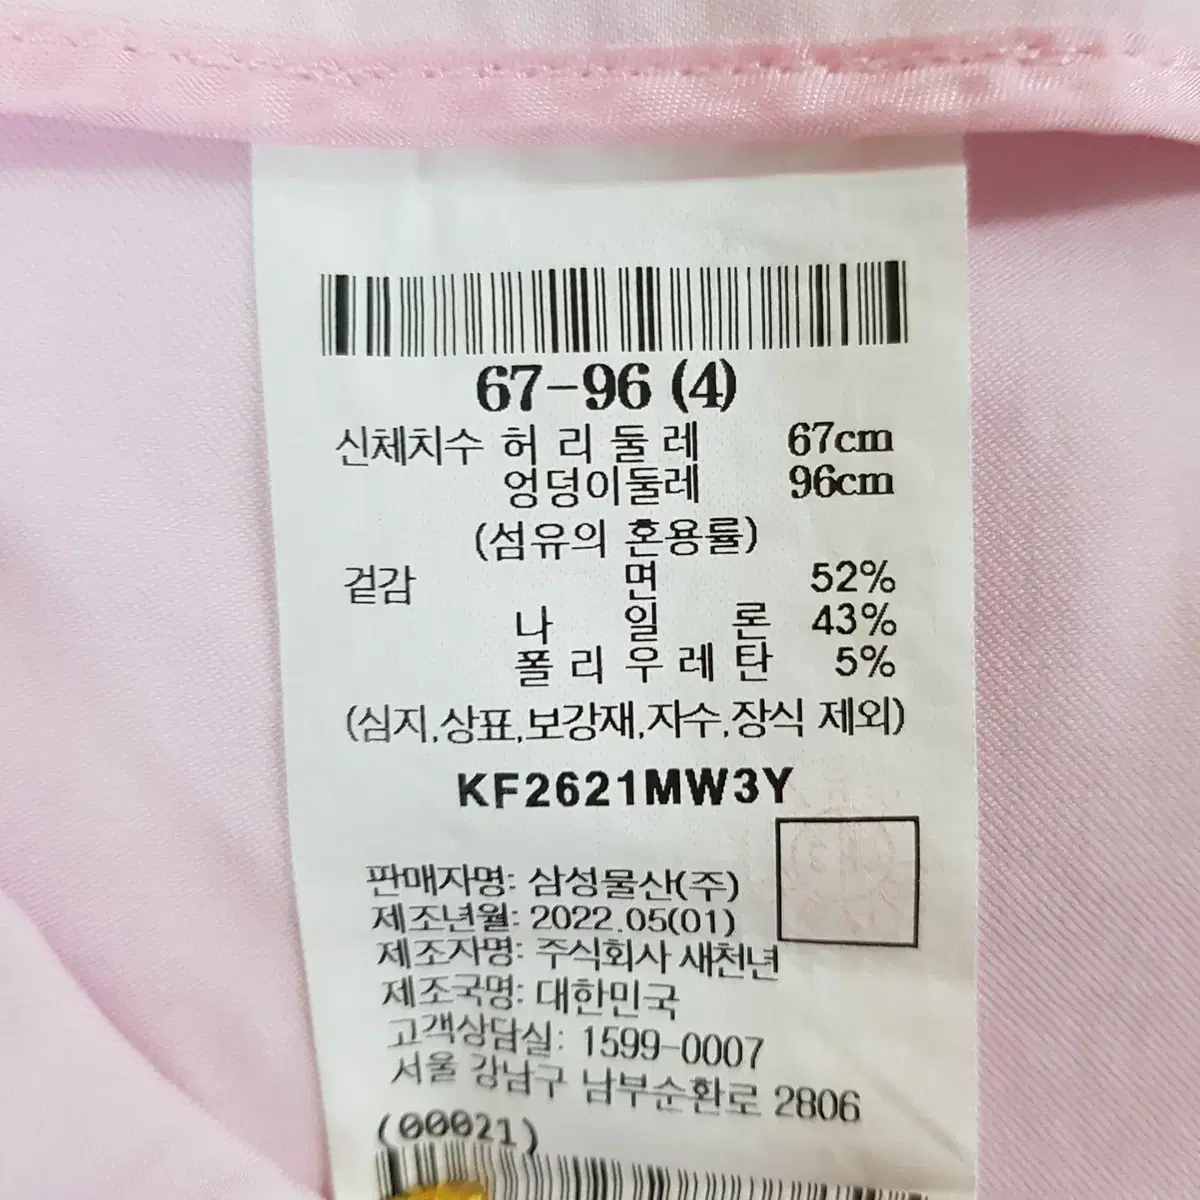 67-96 (4)
신체치수 허리둘레 67cm
엉덩이둘레 96cm
(섬유의 혼용률)
겉감 면 52%
나일론 43%
폴리우레탄 5%
(심지,상표,보강재,자수,장식 제외)
KF2621MW3Y
판매자명: 삼성물산(주)
제조년월: 2022.05(01)
제조자명: 주식회사 새천년
제조국명: 대한민국
고객상담실: 1599-0007
서울 강남구 남부순환로 2806
(00021)